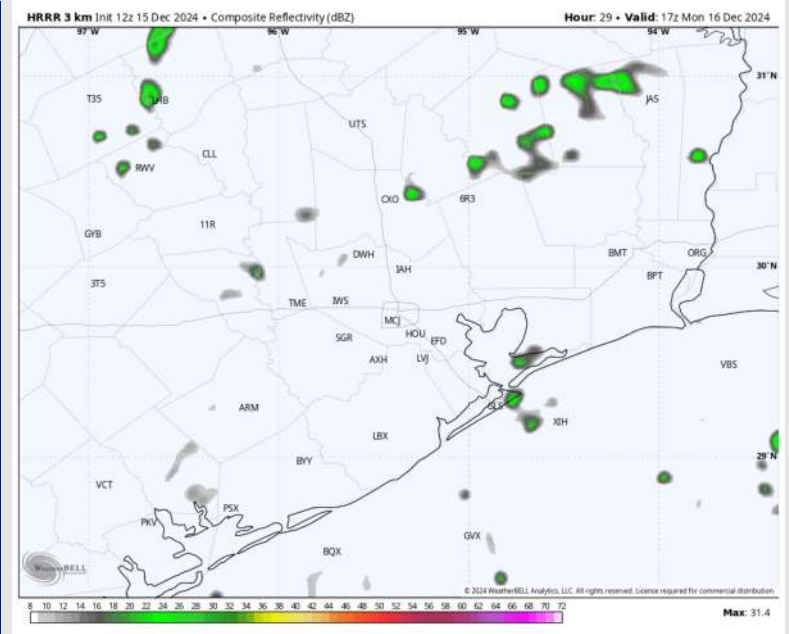 HRRR 3 km Init 12z 15 Dec 2024 • Composite Reflectivity (dBZ) Hour: 29 • Valid: 17z Mon 16 Dec 2024
97°W 96°W 95°W 94°W
31°N
T35 LHB JAS
UTS
CLL
RWV
CXO 6R3
11R
GYB
DWH BMT ORG
IAH 30°N
3T5 BPT
TME IWS
MCJ
SGR HOU EFD
AXH LVJ VBS
ARM GLS
LBX XIH
BYY 29°N
VCT
PKV PSX
GVX
BQX
WeatherBELL
© 2024 WeatherBELL Analytics, LLC. All rights reserved. License required for commercial distribution.
8 10 12 14 16 18 20 22 24 26 28 30 32 34 36 38 40 42 44 46 48 50 52 54 56 58 60 62 64 66 68 70 72 Max: 31.4